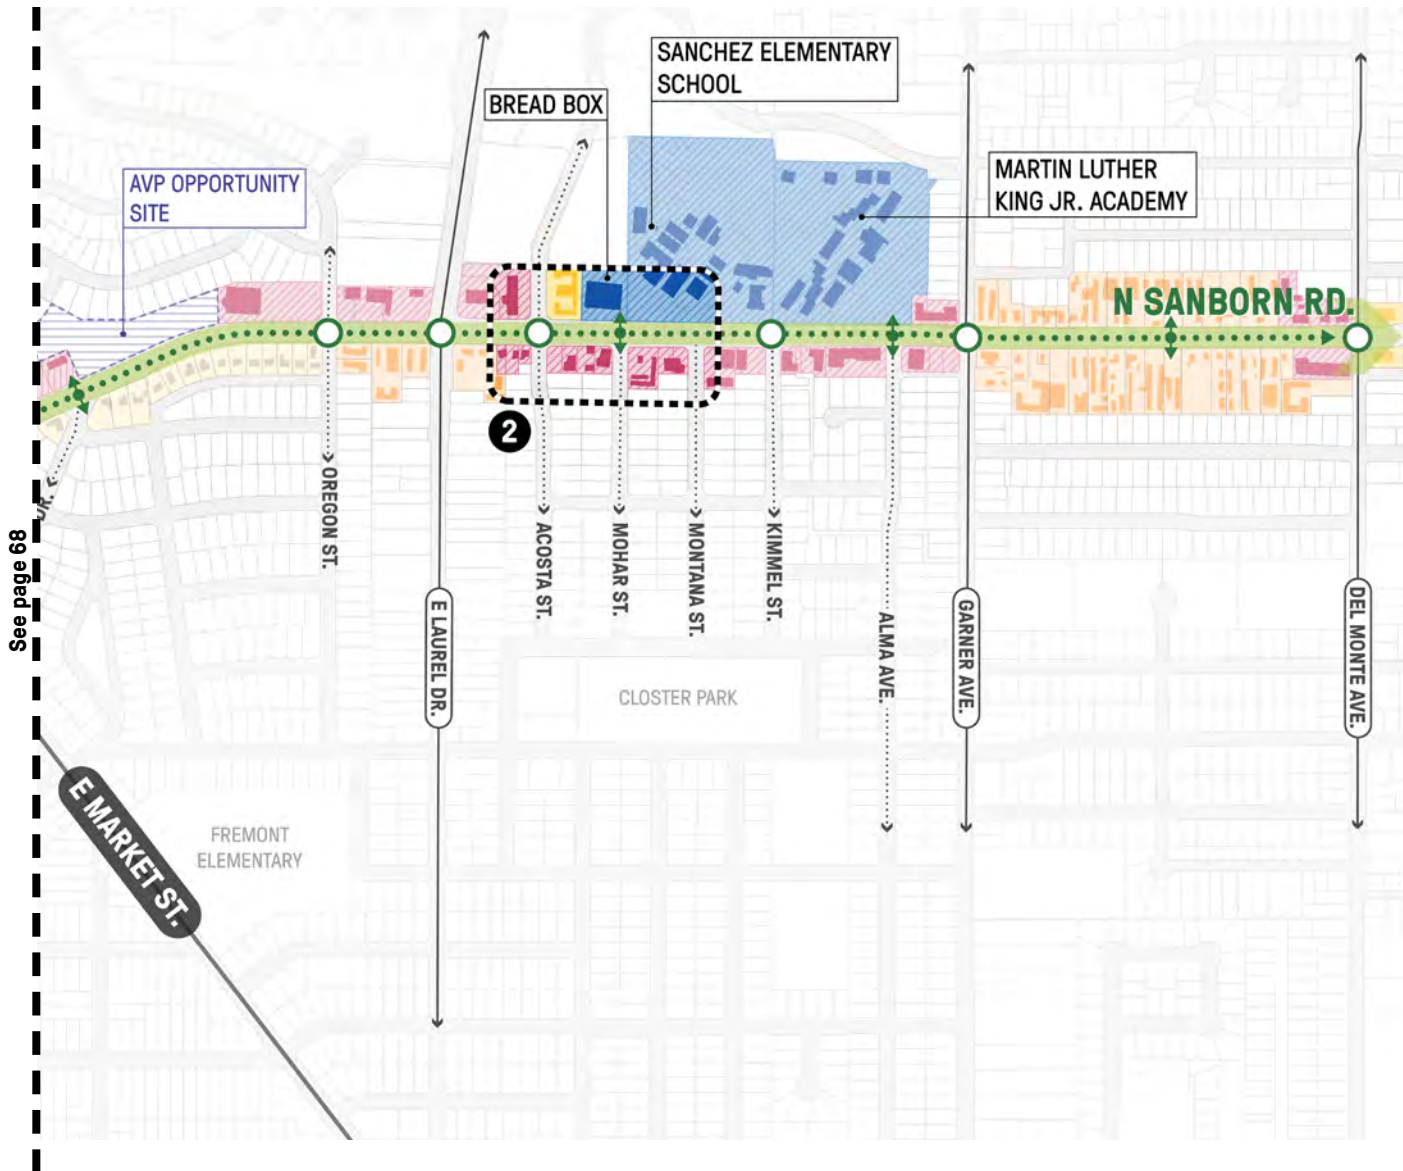 SANCHEZ ELEMENTARY
SCHOOL
BREAD BOX
AVP OPPORTUNITY
SITE
MARTIN LUTHER
KING JR. ACADEMY
N SANBORN RD.
2
DR.
OREGON ST.
E LAUREL DR.
ACOSTA ST.
MOHAR ST.
MONTANA ST.
KIMMEL ST.
ALMA AVE.
GARNER AVE.
DEL MONTE AVE.
See page 68
CLOSTER PARK
E MARKET ST.
FREMONT
ELEMENTARY